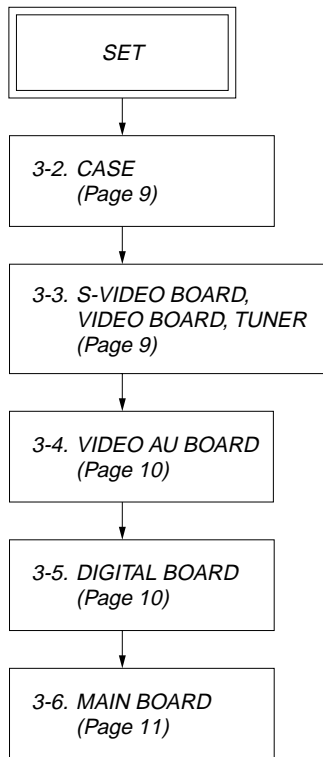 SET
3-2. CASE
(Page 9)
3-3. S-VIDEO BOARD,
VIDEO BOARD, TUNER
(Page 9)
3-4. VIDEO AU BOARD
(Page 10)
3-5. DIGITAL BOARD
(Page 10)
3-6. MAIN BOARD
(Page 11)